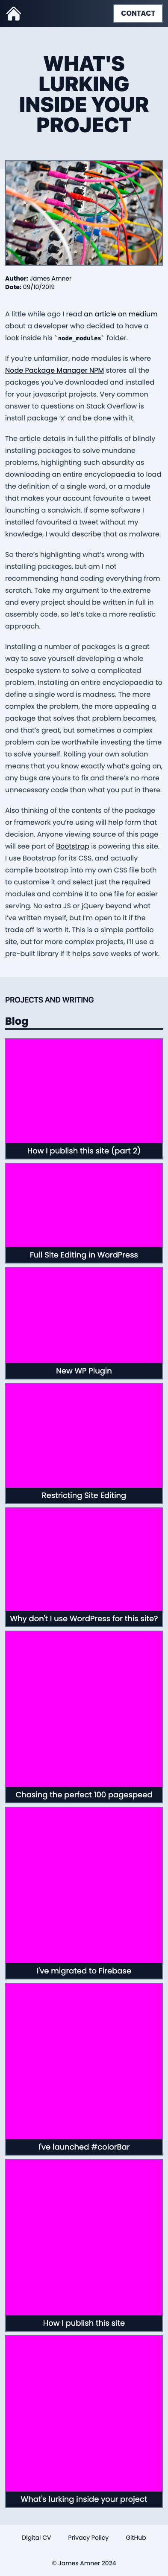 CONTACT
WHAT'S
LURKING
INSIDE YOUR
PROJECT
Author: James Amner
Date: 09/10/2019
A little while ago I read an article on medium
about a developer who decided to have a
look inside his `node_modules` folder.
If you're unfamiliar, node modules is where
Node Package Manager NPM stores all the
packages you've downloaded and installed
for your javascript projects. Very common
answer to questions on Stack Overflow is
install package 'x' and be done with it.
The article details in full the pitfalls of blindly
installing packages to solve mundane
problems, highlighting such absurdity as
downloading an entire encyclopaedia to load
the definition of a single word, or a module
that makes your account favourite a tweet
launching a sandwich. If some software I
installed favourited a tweet without my
knowledge, I would describe that as malware.
So there's highlighting what's wrong with
installing packages, but am I not
recommending hand coding everything from
scratch. Take my argument to the extreme
and every project should be written in full in
assembly code, so let's take a more realistic
approach.
Installing a number of packages is a great
way to save yourself developing a whole
bespoke system to solve a complicated
problem. Installing an entire encyclopaedia to
define a single word is madness. The more
complex the problem, the more appealing a
package that solves that problem becomes,
and that's great, but sometimes a complex
problem can be worthwhile investing the time
to solve yourself. Rolling your own solution
means that you know exactly what's going on,
any bugs are your fault and there's no more
unnecessary code than what you put in there.
Also thinking of the contents of the package
or framework you're using will help form that
decision. Anyone viewing source of this page
will see part of Bootstrap is powering this site.
I use Bootstrap for its CSS, and actually
compile bootstrap into my own CSS file both
to customise it and select just the required
modules and combine it to one file for easier
serving. No extra JS or jQuery beyond what
I've written myself, but I'm open to it if the
trade off is worth it. This is a simple portfolio
site, but for more complex projects, I'll use a
pre-built library if it helps save weeks of work.
PROJECTS AND WRITING
Blog
How I publish this site (part 2)
Full Site Editing in WordPress
New WP Plugin
Restricting Site Editing
Why don't I use WordPress for this site?
Chasing the perfect 100 pagespeed
I've migrated to Firebase
I've launched #colorBar
How I publish this site
What's lurking inside your project
Digital CV Privacy Policy GitHub
© James Amner 2024